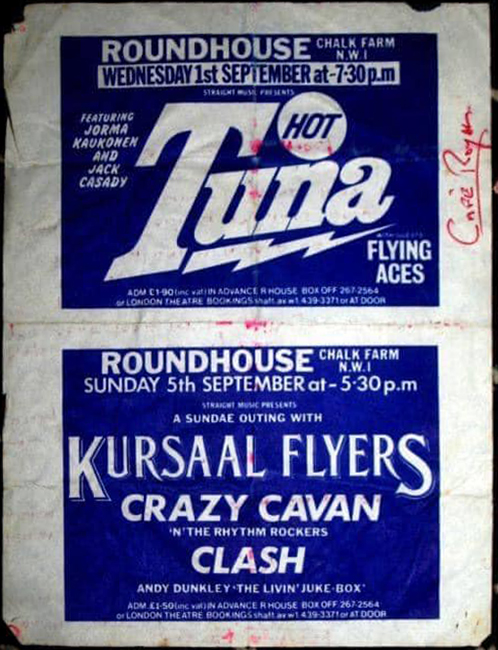 ROUNDHOUSE CHALK FARM N.W.1
WEDNESDAY 1st SEPTEMBER at-7·30p.m
STRAIGHT MUSIC PRESENTS
FEATURING
JORMA
KAUKONEN
AND
JACK
CASADY
HOT
Tuna
FLYING
ACES
ADM £1·90(inc vat) IN ADVANCE R HOUSE BOX OFF 267-2564
or LONDON THEATRE BOOKINGS shaft.av w1 439-3371 or AT DOOR
Café Royal
ROUNDHOUSE CHALK FARM N.W.1
SUNDAY 5th SEPTEMBER at-5·30p.m
STRAIGHT MUSIC PRESENTS
A SUNDAE OUTING WITH
KURSAAL FLYERS
CRAZY CAVAN
'N' THE RHYTHM ROCKERS
CLASH
ANDY DUNKLEY 'THE LIVIN' JUKE-BOX'
ADM.£1·50(inc vat) IN ADVANCE R HOUSE BOX OFF 267-2564
or LONDON THEATRE BOOKINGS shaft.av w1 439-3371 or AT DOOR